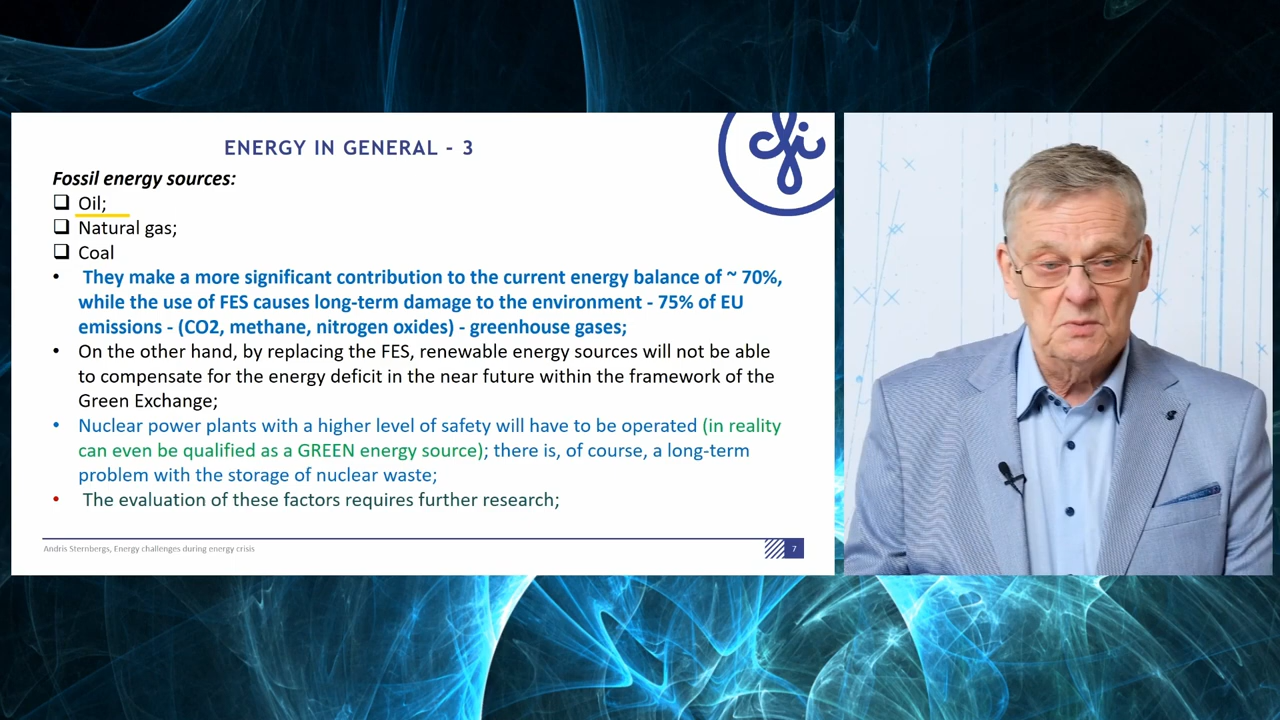 ENERGY IN GENERAL - 3
Fossil energy sources:
❑ Oil;
❑ Natural gas;
❑ Coal
• They make a more significant contribution to the current energy balance of ~ 70%,
while the use of FES causes long-term damage to the environment - 75% of EU
emissions - (CO2, methane, nitrogen oxides) - greenhouse gases;
• On the other hand, by replacing the FES, renewable energy sources will not be able
to compensate for the energy deficit in the near future within the framework of the
Green Exchange;
• Nuclear power plants with a higher level of safety will have to be operated (in reality
can even be qualified as a GREEN energy source); there is, of course, a long-term
problem with the storage of nuclear waste;
• The evaluation of these factors requires further research;
Andris Sternbergs, Energy challenges during energy crisis
7